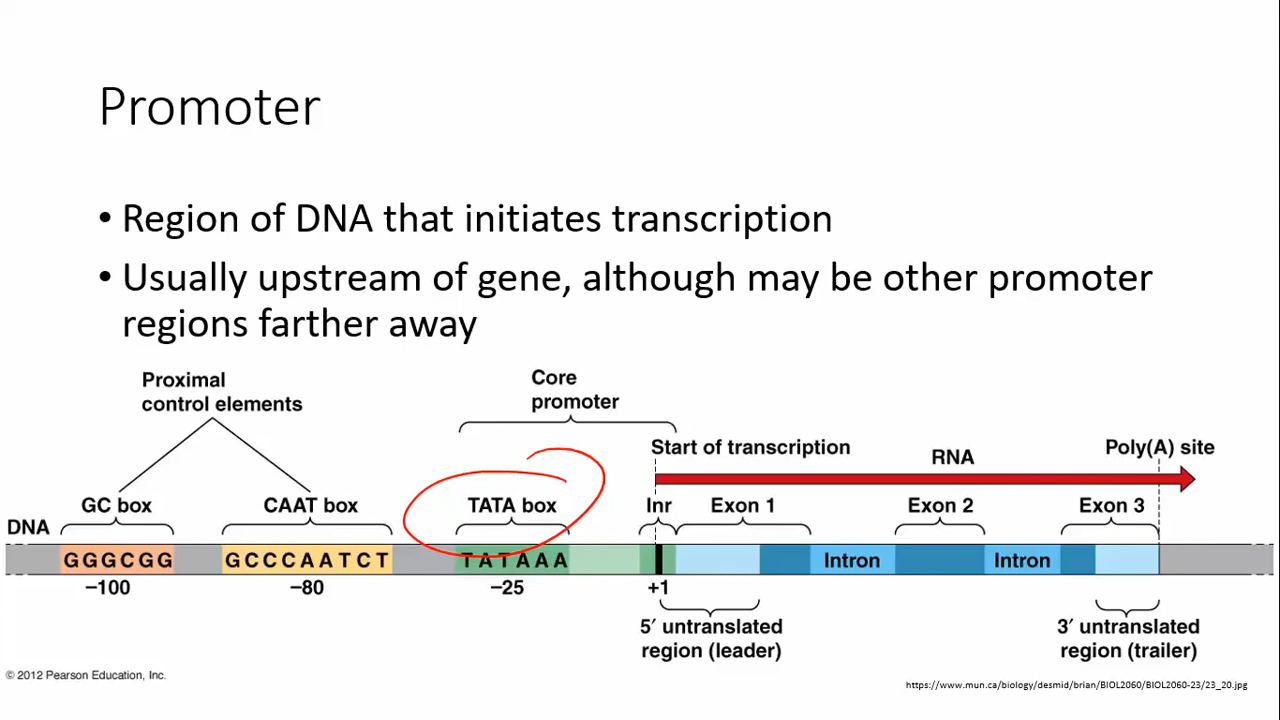 Promoter
• Region of DNA that initiates transcription
• Usually upstream of gene, although may be other promoter
regions farther away
Proximal
control elements
Core
promoter
Start of transcription
RNA
Poly(A) site
GC box
CAAT box
TATA box
Inr
Exon 1
Exon 2
Exon 3
DNA
GGGCGG
GCCCAATCT
TATAAA
Intron
Intron
–100
–80
–25
+1
5′ untranslated
region (leader)
3′ untranslated
region (trailer)
© 2012 Pearson Education, Inc.
https://www.mun.ca/biology/desmid/brian/BIOL2060/BIOL2060-23/23_20.jpg